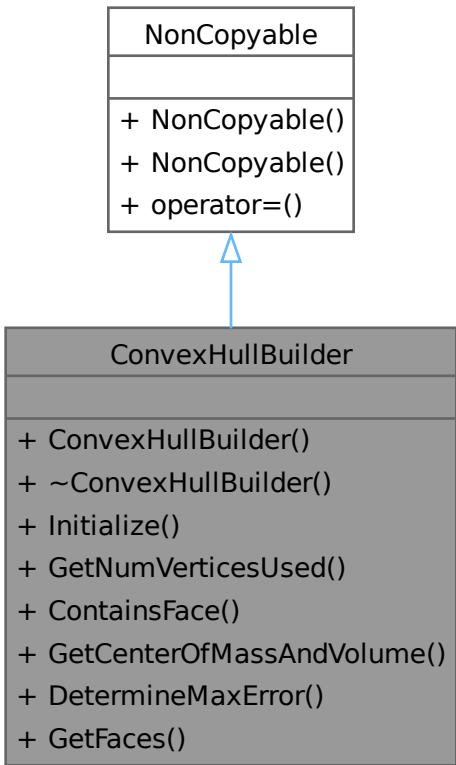 NonCopyable
+ NonCopyable()
+ NonCopyable()
+ operator=()
ConvexHullBuilder
+ ConvexHullBuilder()
+ ~ConvexHullBuilder()
+ Initialize()
+ GetNumVerticesUsed()
+ ContainsFace()
+ GetCenterOfMassAndVolume()
+ DetermineMaxError()
+ GetFaces()